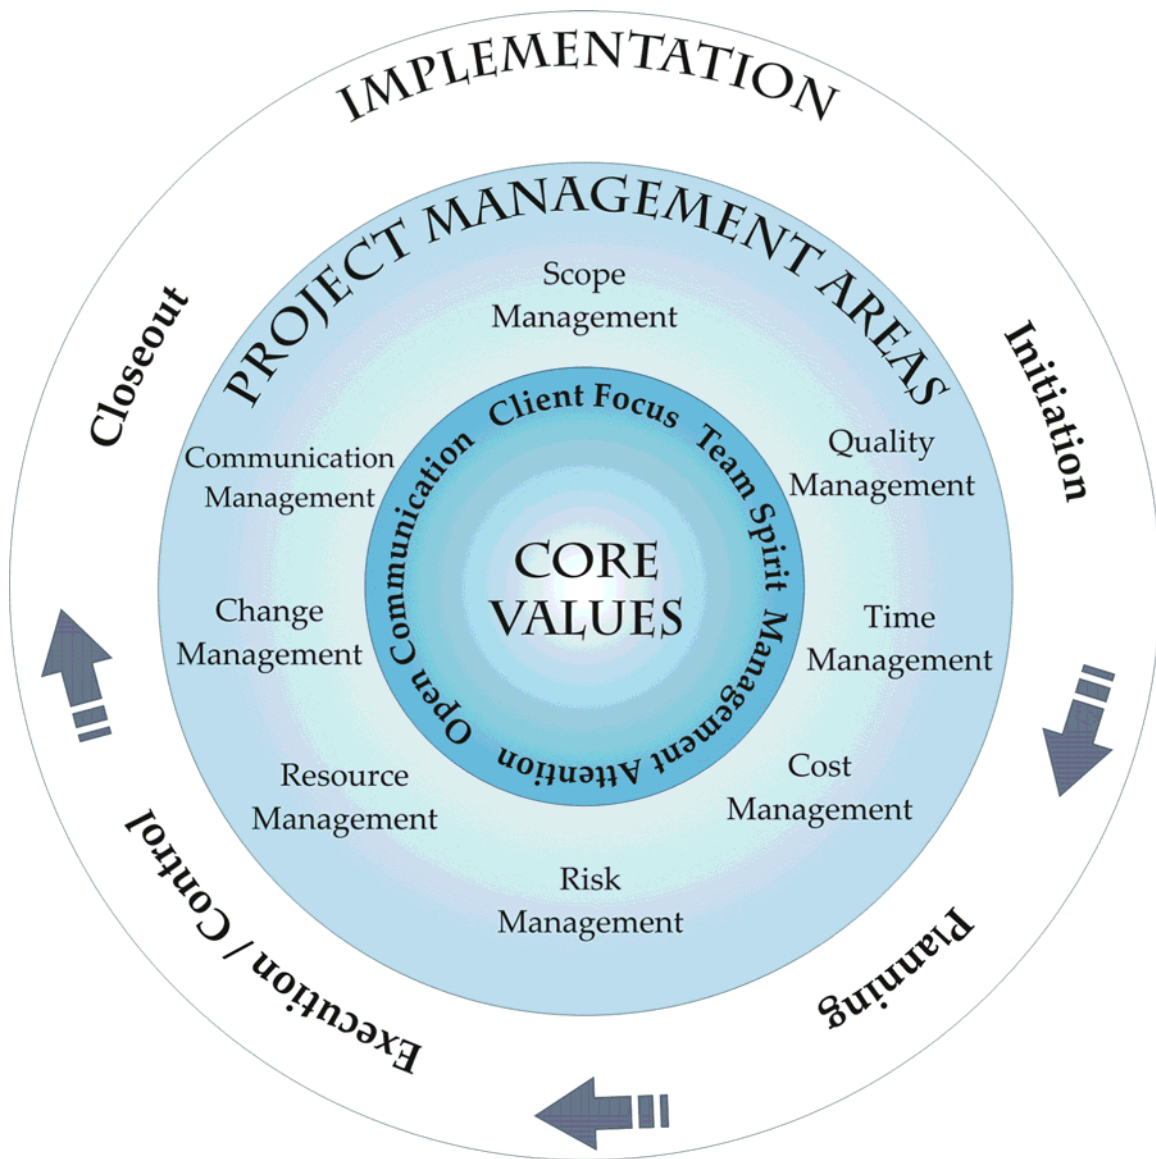 IMPLEMENTATION
PROJECT MANAGEMENT AREAS
Scope
Management
Quality
Management
Time
Management
Cost
Management
Risk
Management
Resource
Management
Change
Management
Communication
Management
Client Focus
Team Spirit
Management Attention
Open Communication
CORE
VALUES
Initiation
Planning
Execution / Control
Closeout